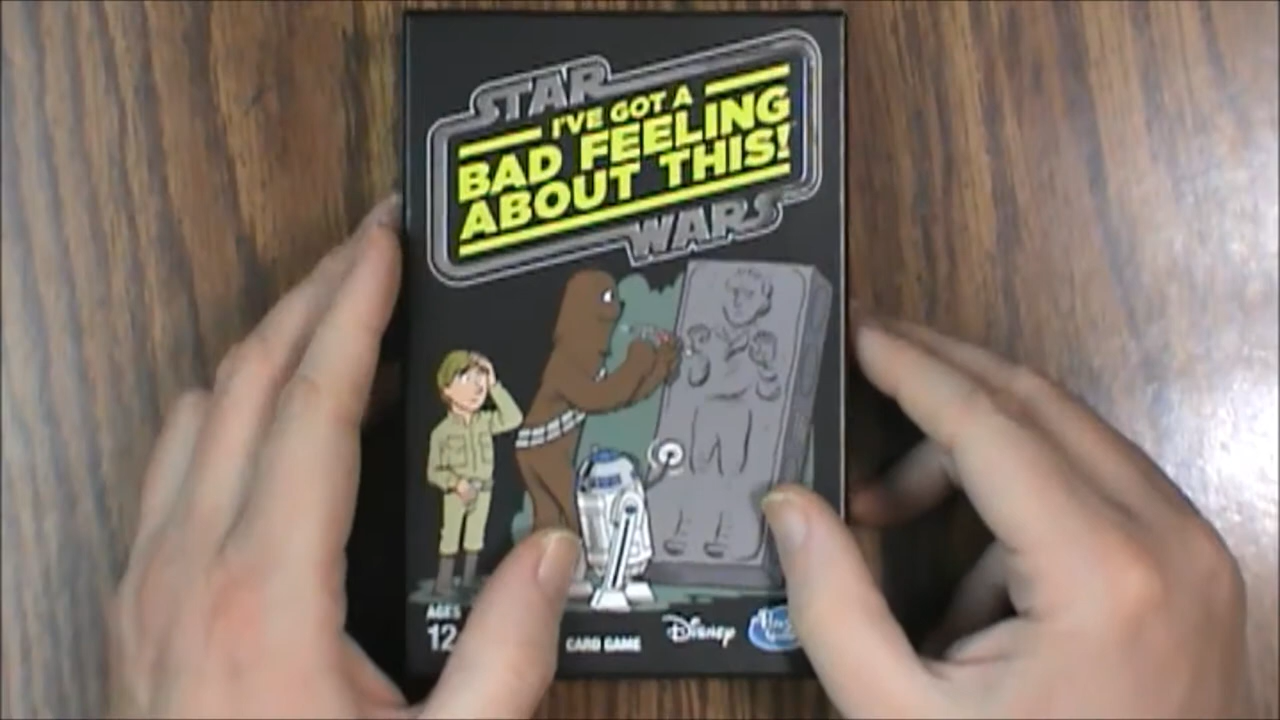 STAR
I'VE GOT A
BAD FEELING
ABOUT THIS!
WARS
AGES
12
CARD GAME
Disney